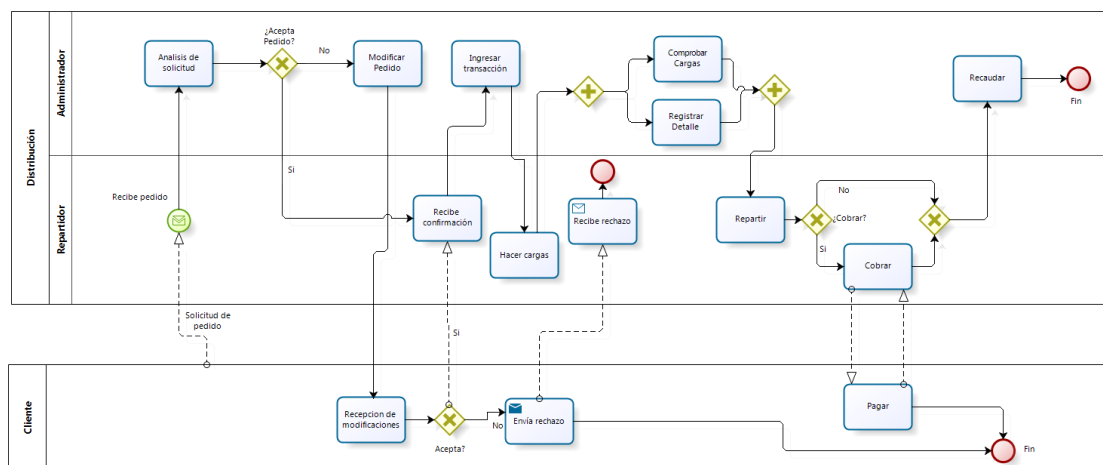 Distribución
Administrador
Analisis de
solicitud
¿Acepta
Pedido?
No
Modificar
Pedido
Ingresar
transacción
Comprobar
Cargas
Registrar
Detalle
Recaudar
Fin
Si
Repartidor
Recibe pedido
Recibe
confirmación
Hacer cargas
Recibe rechazo
Repartir
¿Cobrar?
No
Si
Cobrar
Solicitud de
pedido
Si
Cliente
Recepcion de
modificaciones
Acepta?
No
Envía rechazo
Pagar
Fin